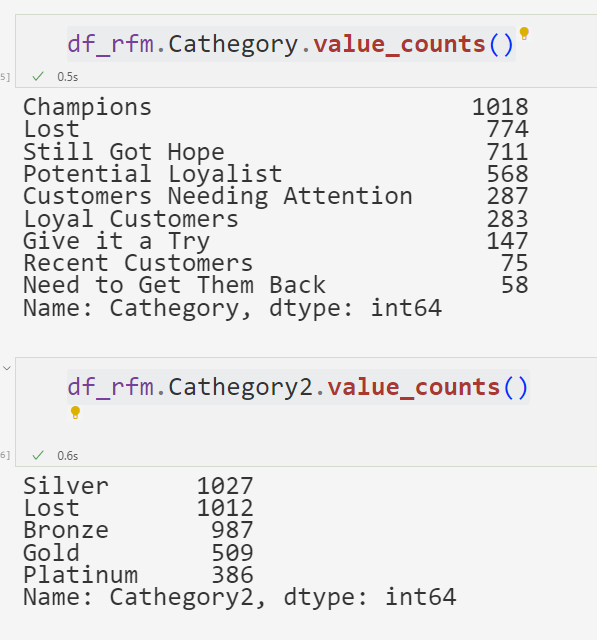 df_rfm.Cathegory.value_counts()
5] ✓ 0.5s
Champions 1018
Lost 774
Still Got Hope 711
Potential Loyalist 568
Customers Needing Attention 287
Loyal Customers 283
Give it a Try 147
Recent Customers 75
Need to Get Them Back 58
Name: Cathegory, dtype: int64
df_rfm.Cathegory2.value_counts()
6] ✓ 0.6s
Silver 1027
Lost 1012
Bronze 987
Gold 509
Platinum 386
Name: Cathegory2, dtype: int64